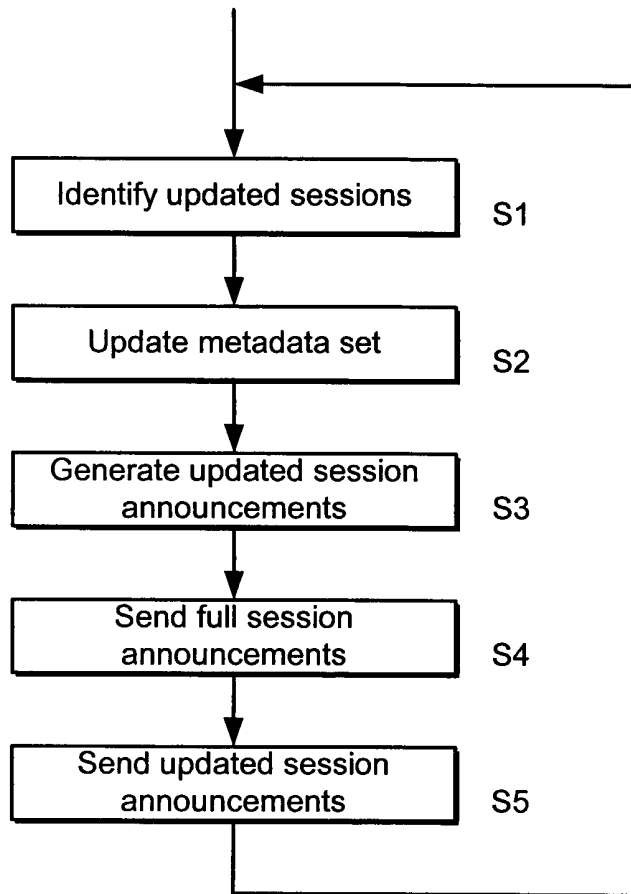 Identify updated sessions
S1
Update metadata set
S2
Generate updated session
announcements
S3
Send full session
announcements
S4
Send updated session
announcements
S5